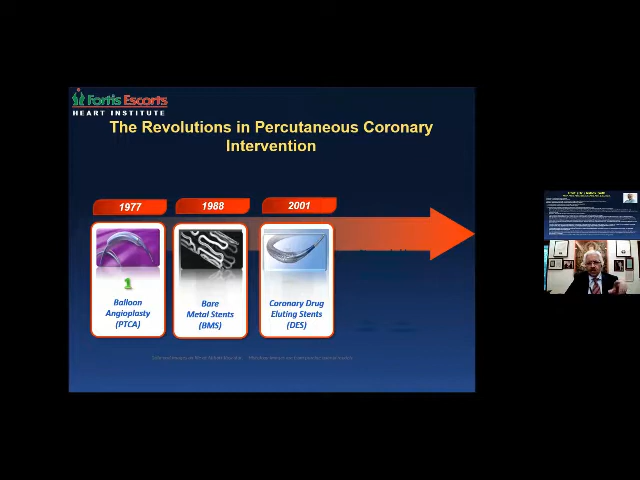 Fortis Escorts
HEART INSTITUTE
The Revolutions in Percutaneous Coronary
Intervention
1977
1988
2001
1
Balloon
Angioplasty
(PTCA)
Bare
Metal Stents
(BMS)
Coronary Drug
Eluting Stents
(DES)